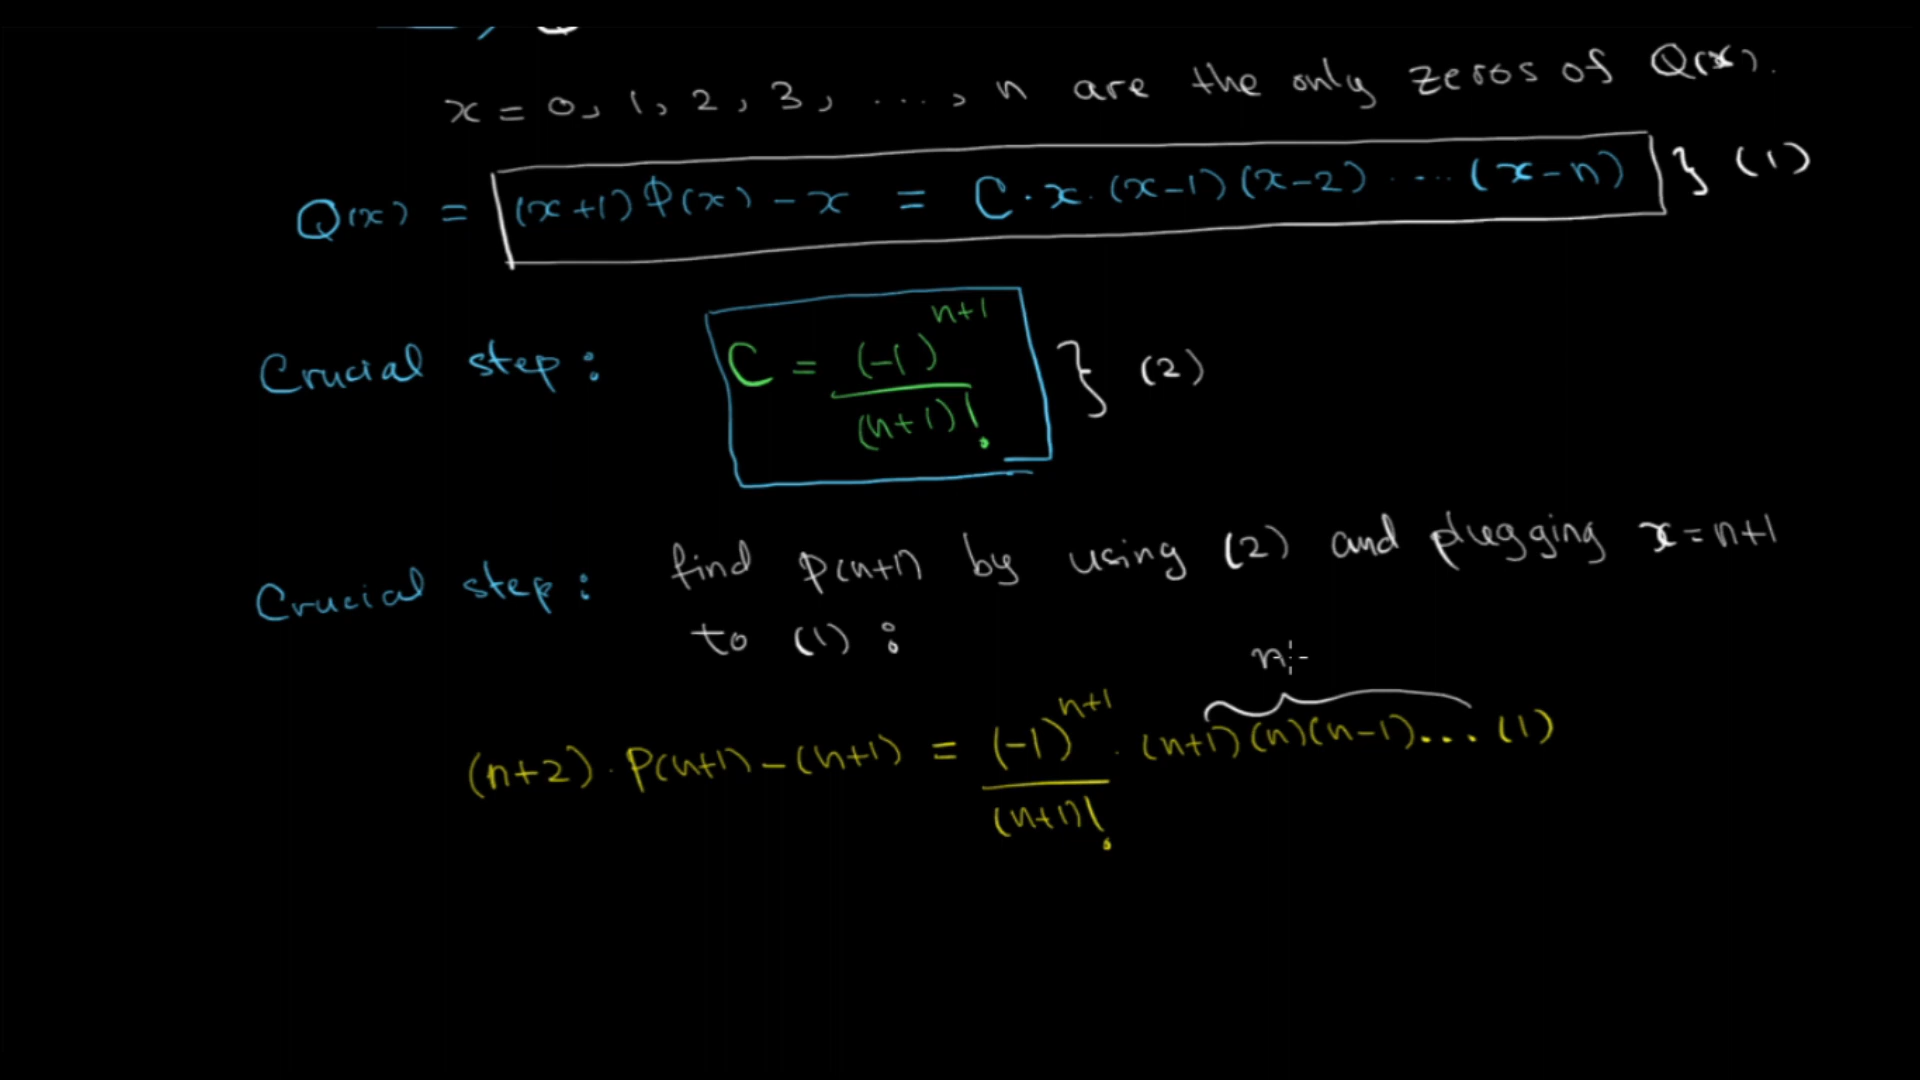 x = 0, 1, 2, 3, ..., n are the only zeros of Q(x).
Q(x) = (x+1) P(x) - x = C · x · (x-1) (x-2) ... (x-n) } (1)
Crucial step: C = (-1)^{n+1} / (n+1)! } (2)
Crucial step: find P(n+1) by using (2) and plugging x = n+1
to (1) :
n!
(n+2) · P(n+1) - (n+1) = (-1)^{n+1} / (n+1)! · (n+1) (n) (n-1) ... (1)